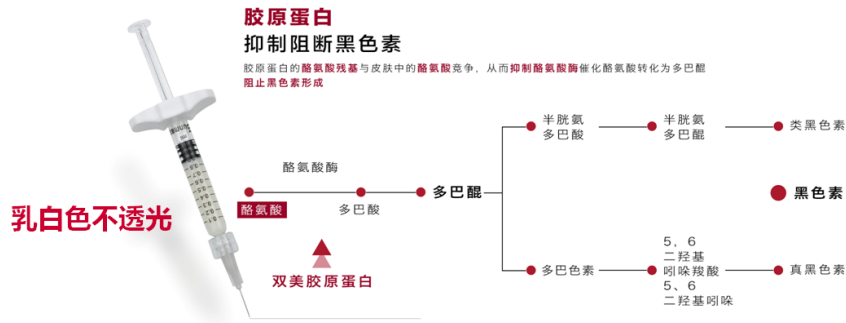 胶原蛋白
抑制阻断黑色素
胶原蛋白的酪氨酸残基与皮肤中的酪氨酸竞争，从而抑制酪氨酸酶催化酪氨酸转化为多巴醌
阻止黑色素形成
乳白色不透光
酪氨酸酶
酪氨酸
多巴酸
多巴醌
双美胶原蛋白
半胱氨
多巴酸
半胱氨
多巴醌
类黑色素
黑色素
多巴色素
5，6
二羟基
吲哚羧酸
5、6
二羟基吲哚
真黑色素